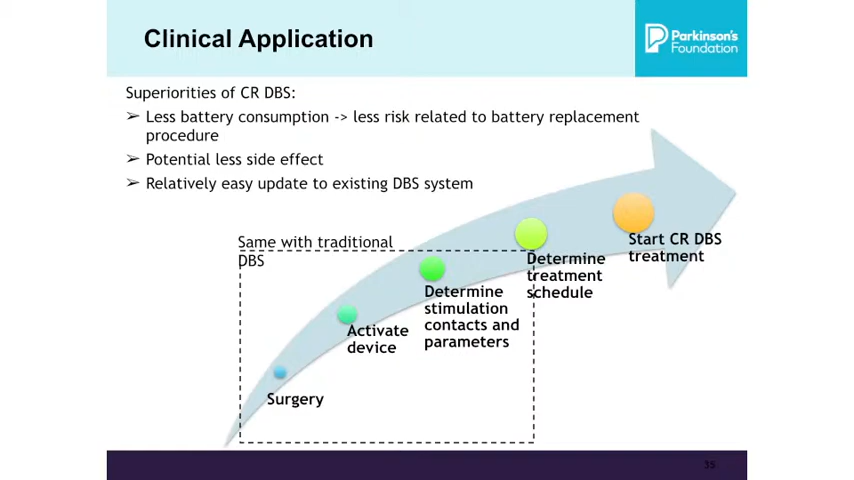 Clinical Application
Parkinson's
Foundation
Superiorities of CR DBS:
➢ Less battery consumption -> less risk related to battery replacement
procedure
➢ Potential less side effect
➢ Relatively easy update to existing DBS system
Same with traditional
DBS
Surgery
Activate
device
Determine
stimulation
contacts and
parameters
Determine
treatment
schedule
Start CR DBS
treatment
35